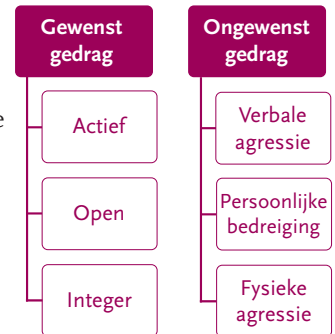 Gewenst
gedrag
Actief
Open
Integer
Ongewenst
gedrag
Verbale
agressie
Persoonlijke
bedreiging
Fysieke
agressie